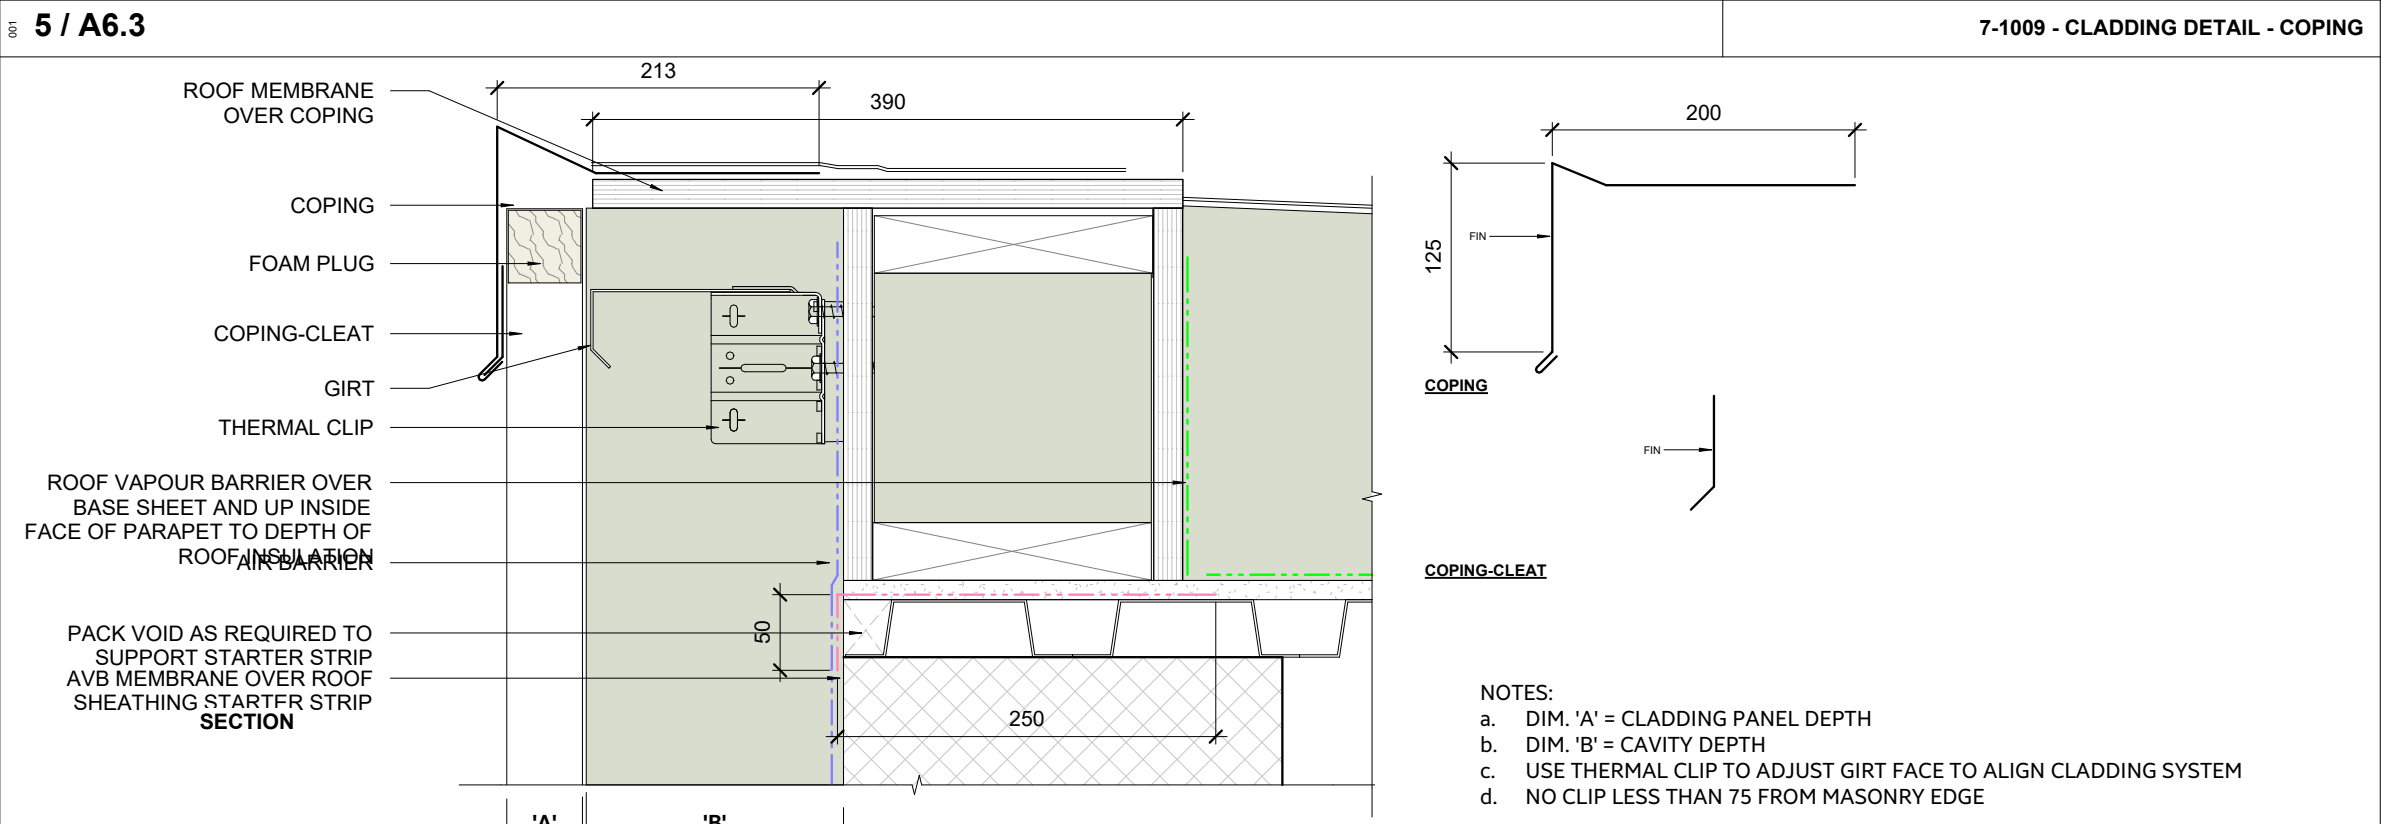 001
5 / A6.3
7-1009 - CLADDING DETAIL - COPING
213
390
ROOF MEMBRANE
OVER COPING
COPING
FOAM PLUG
COPING-CLEAT
GIRT
THERMAL CLIP
ROOF VAPOUR BARRIER OVER
BASE SHEET AND UP INSIDE
FACE OF PARAPET TO DEPTH OF
ROOF INSULATION
AIR BARRIER
PACK VOID AS REQUIRED TO
SUPPORT STARTER STRIP
AVB MEMBRANE OVER ROOF
SHEATHING STARTER STRIP
SECTION
50
250
'A'
'B'
200
125
FIN
COPING
FIN
COPING-CLEAT
NOTES:
a. DIM. 'A' = CLADDING PANEL DEPTH
b. DIM. 'B' = CAVITY DEPTH
c. USE THERMAL CLIP TO ADJUST GIRT FACE TO ALIGN CLADDING SYSTEM
d. NO CLIP LESS THAN 75 FROM MASONRY EDGE